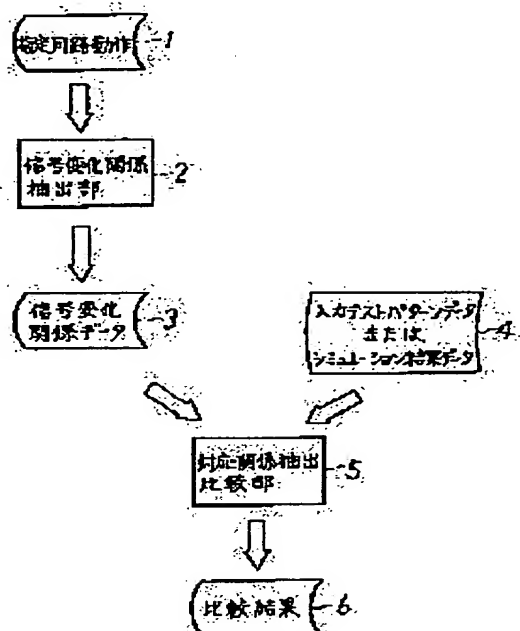 指定回路動作
1
信号変化関係
抽出部
2
信号変化
関係データ
3
入力テストパターンデータ
または
シミュレーション結果データ
4
対応関係抽出
比較部
5
比較結果
6